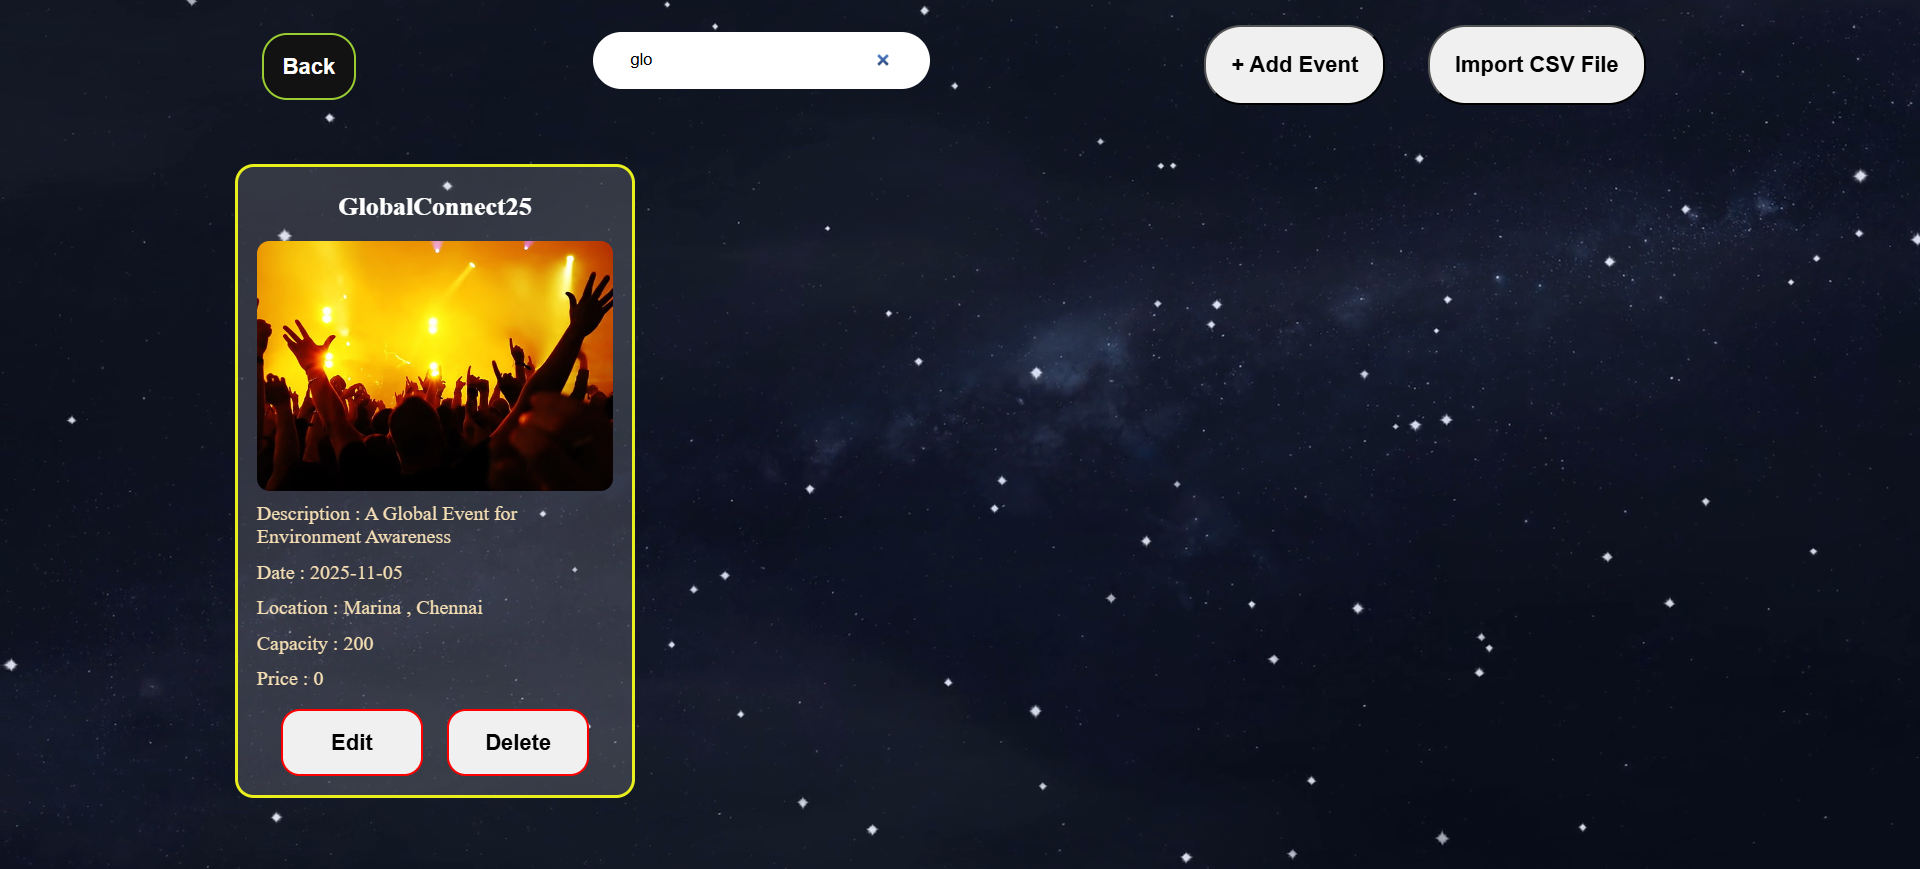 Back
glo
+ Add Event
Import CSV File
GlobalConnect25
Description : A Global Event for
Environment Awareness
Date : 2025-11-05
Location : Marina , Chennai
Capacity : 200
Price : 0
Edit
Delete